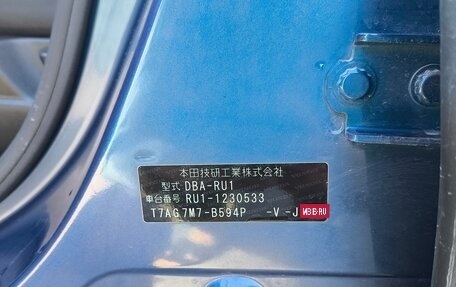 本田技研工業株式会社
型式 DBA-RU1
車台番号 RU1-1230533
T7AG7M7-B594P -V -J